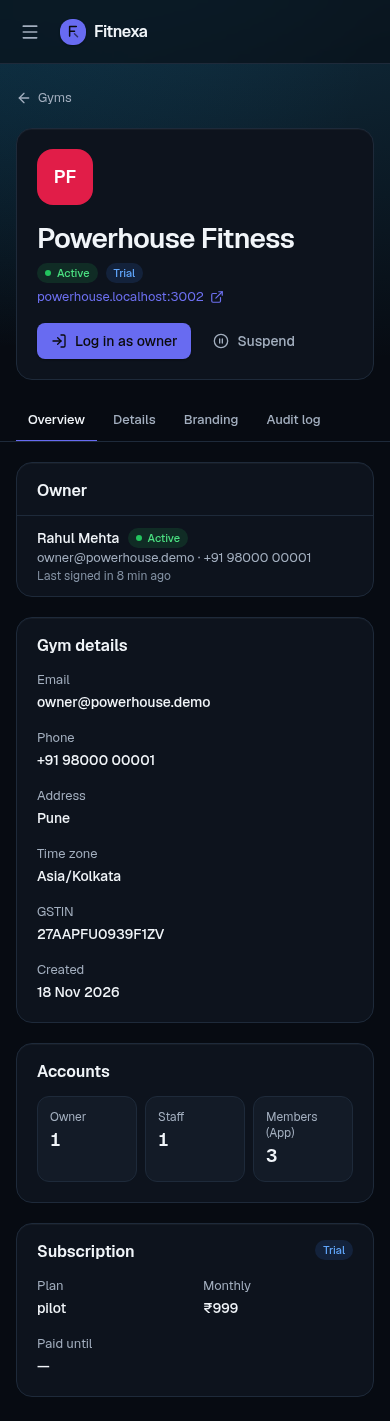 Fitnexa
Gyms
PF
Powerhouse Fitness
Active Trial
powerhouse.localhost:3002
Log in as owner Suspend
Overview Details Branding Audit log
Owner
Rahul Mehta Active
owner@powerhouse.demo · +91 98000 00001
Last signed in 8 min ago
Gym details
Email
owner@powerhouse.demo
Phone
+91 98000 00001
Address
Pune
Time zone
Asia/Kolkata
GSTIN
27AAPFU0939F1ZV
Created
18 Nov 2026
Accounts
Owner
1
Staff
1
Members
(App)
3
Subscription Trial
Plan Monthly
pilot ₹999
Paid until
—